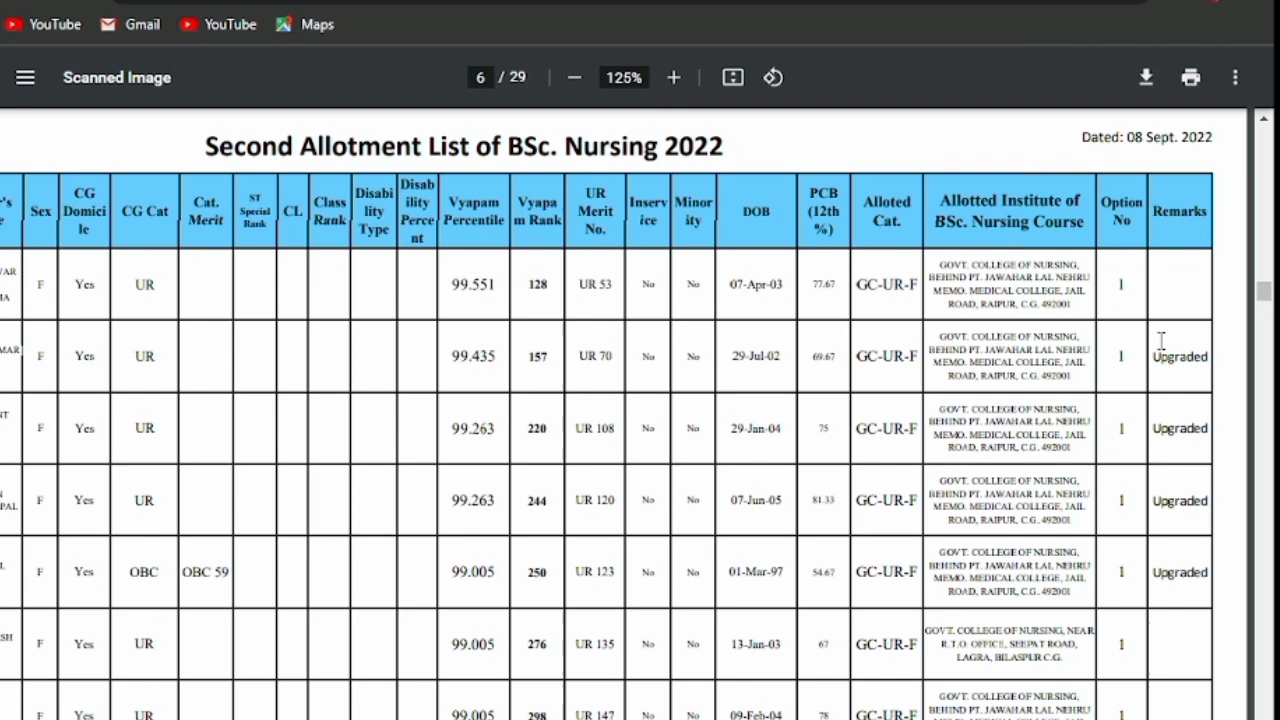 YouTube Gmail YouTube Maps
Scanned Image 6 / 29 125%
Second Allotment List of BSc. Nursing 2022
Dated: 08 Sept. 2022
Sex CG Domicile CG Cat Cat. Merit ST Special Rank CL Class Rank Disability Type Disability Percent Vyapam Percentile Vyapam Rank UR Merit No. Inservice Minority DOB PCB (12th %) Alloted Cat. Allotted Institute of BSc. Nursing Course Option No Remarks
F Yes UR 99.551 128 UR 53 No No 07-Apr-03 77.67 GC-UR-F GOVT. COLLEGE OF NURSING, BEHIND PT. JAWAHAR LAL NEHRU MEMO. MEDICAL COLLEGE, JAIL ROAD, RAIPUR, C.G. 492001 1
F Yes UR 99.435 157 UR 70 No No 29-Jul-02 69.67 GC-UR-F GOVT. COLLEGE OF NURSING, BEHIND PT. JAWAHAR LAL NEHRU MEMO. MEDICAL COLLEGE, JAIL ROAD, RAIPUR, C.G. 492001 1 Upgraded
F Yes UR 99.263 220 UR 108 No No 29-Jan-04 75 GC-UR-F GOVT. COLLEGE OF NURSING, BEHIND PT. JAWAHAR LAL NEHRU MEMO. MEDICAL COLLEGE, JAIL ROAD, RAIPUR, C.G. 492001 1 Upgraded
F Yes UR 99.263 244 UR 120 No No 07-Jun-05 81.33 GC-UR-F GOVT. COLLEGE OF NURSING, BEHIND PT. JAWAHAR LAL NEHRU MEMO. MEDICAL COLLEGE, JAIL ROAD, RAIPUR, C.G. 492001 1 Upgraded
F Yes OBC OBC 59 99.005 250 UR 123 No No 01-Mar-97 54.67 GC-UR-F GOVT. COLLEGE OF NURSING, BEHIND PT. JAWAHAR LAL NEHRU MEMO. MEDICAL COLLEGE, JAIL ROAD, RAIPUR, C.G. 492001 1 Upgraded
F Yes UR 99.005 276 UR 135 No No 13-Jan-03 67 GC-UR-F GOVT. COLLEGE OF NURSING, NEAR R.T.O. OFFICE, SEEPAT ROAD, LAGRA, BILASPUR C.G. 1
F Yes UR 99.005 298 UR 147 No No 09-Feb-04 78 GC-UR-F GOVT. COLLEGE OF NURSING, BEHIND PT. JAWAHAR LAL NEHRU 1